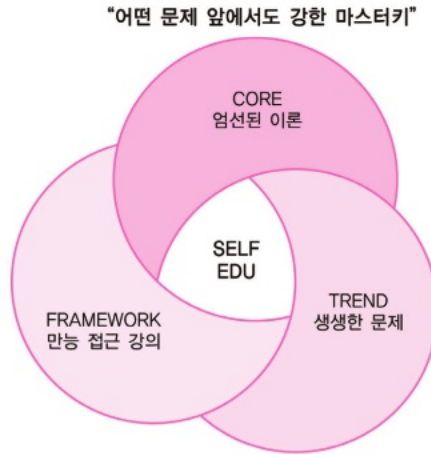 “어떤 문제 앞에서도 강한 마스터키”
CORE
엄선된 이론
SELF
EDU
FRAMEWORK
만능 접근 강의
TREND
생생한 문제